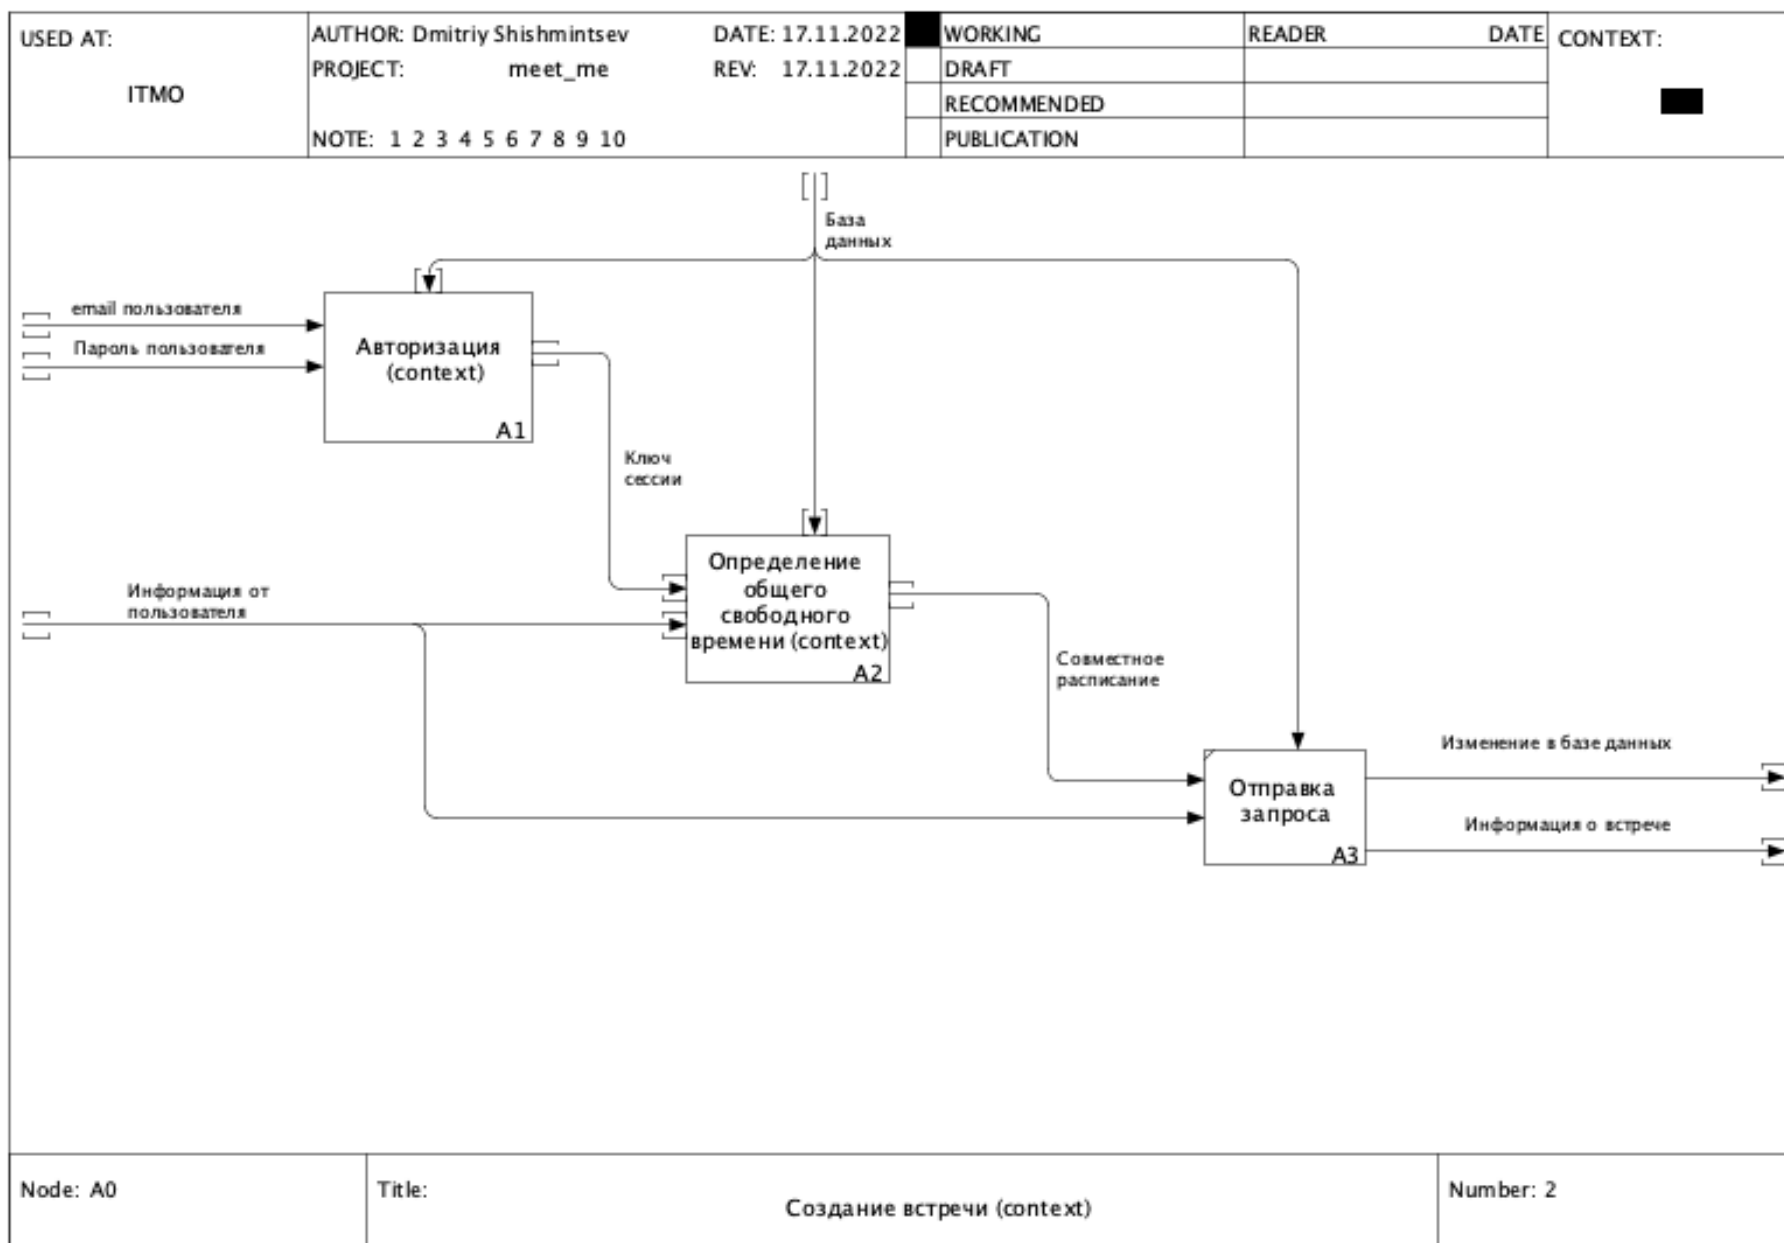 USED AT:
ITMO
AUTHOR: Dmitriy Shishmintsev
DATE: 17.11.2022
PROJECT: meet_me
REV: 17.11.2022
NOTE: 1 2 3 4 5 6 7 8 9 10
WORKING
DRAFT
RECOMMENDED
PUBLICATION
READER
DATE
CONTEXT:
База
данных
email пользователя
Пароль пользователя
Авторизация
(context)
A1
Ключ
сессии
Информация от
пользователя
Определение
общего
свободного
времени (context)
A2
Совместное
расписание
Отправка
запроса
A3
Изменение в базе данных
Информация о встрече
Node: A0
Title:
Создание встречи (context)
Number: 2